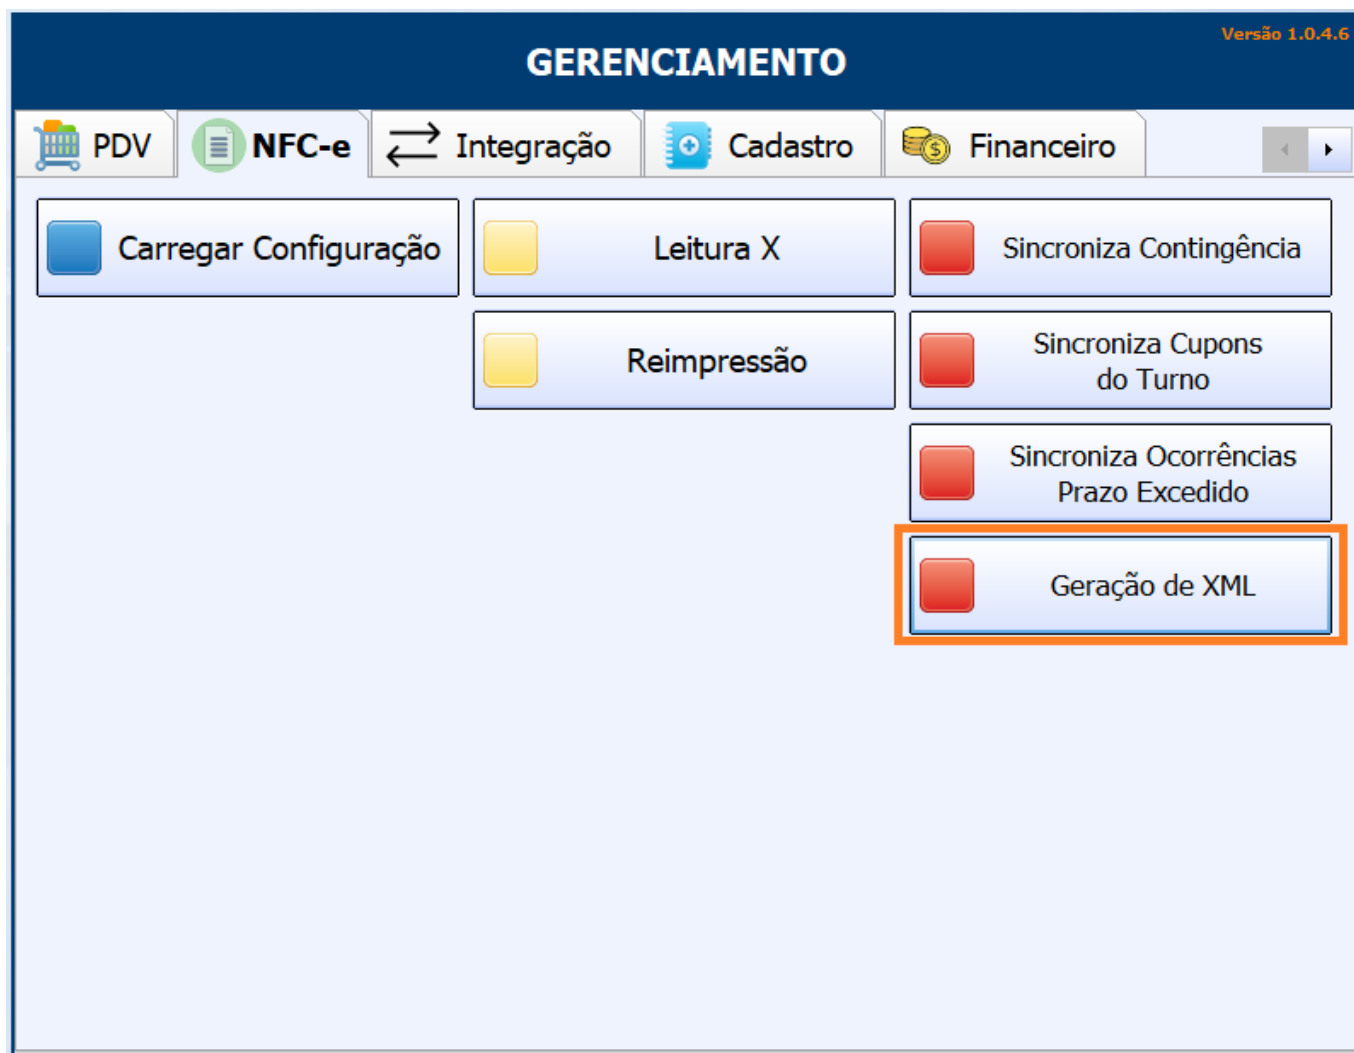 Versão 1.0.4.6
GERENCIAMENTO
PDV
NFC-e
Integração
Cadastro
Financeiro
Carregar Configuração
Leitura X
Sincroniza Contingência
Reimpressão
Sincroniza Cupons
do Turno
Sincroniza Ocorrências
Prazo Excedido
Geração de XML